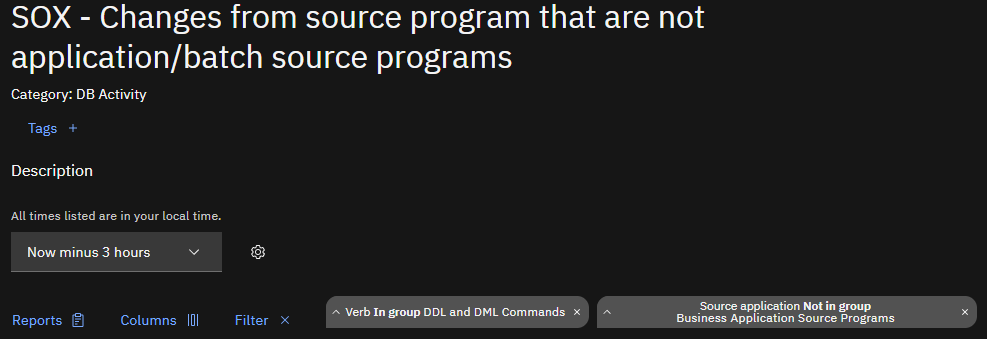 SOX - Changes from source program that are not
application/batch source programs
Category: DB Activity
Tags +
Description
All times listed are in your local time.
Now minus 3 hours
Reports
Columns
Filter
Verb In group DDL and DML Commands
Source application Not in group
Business Application Source Programs